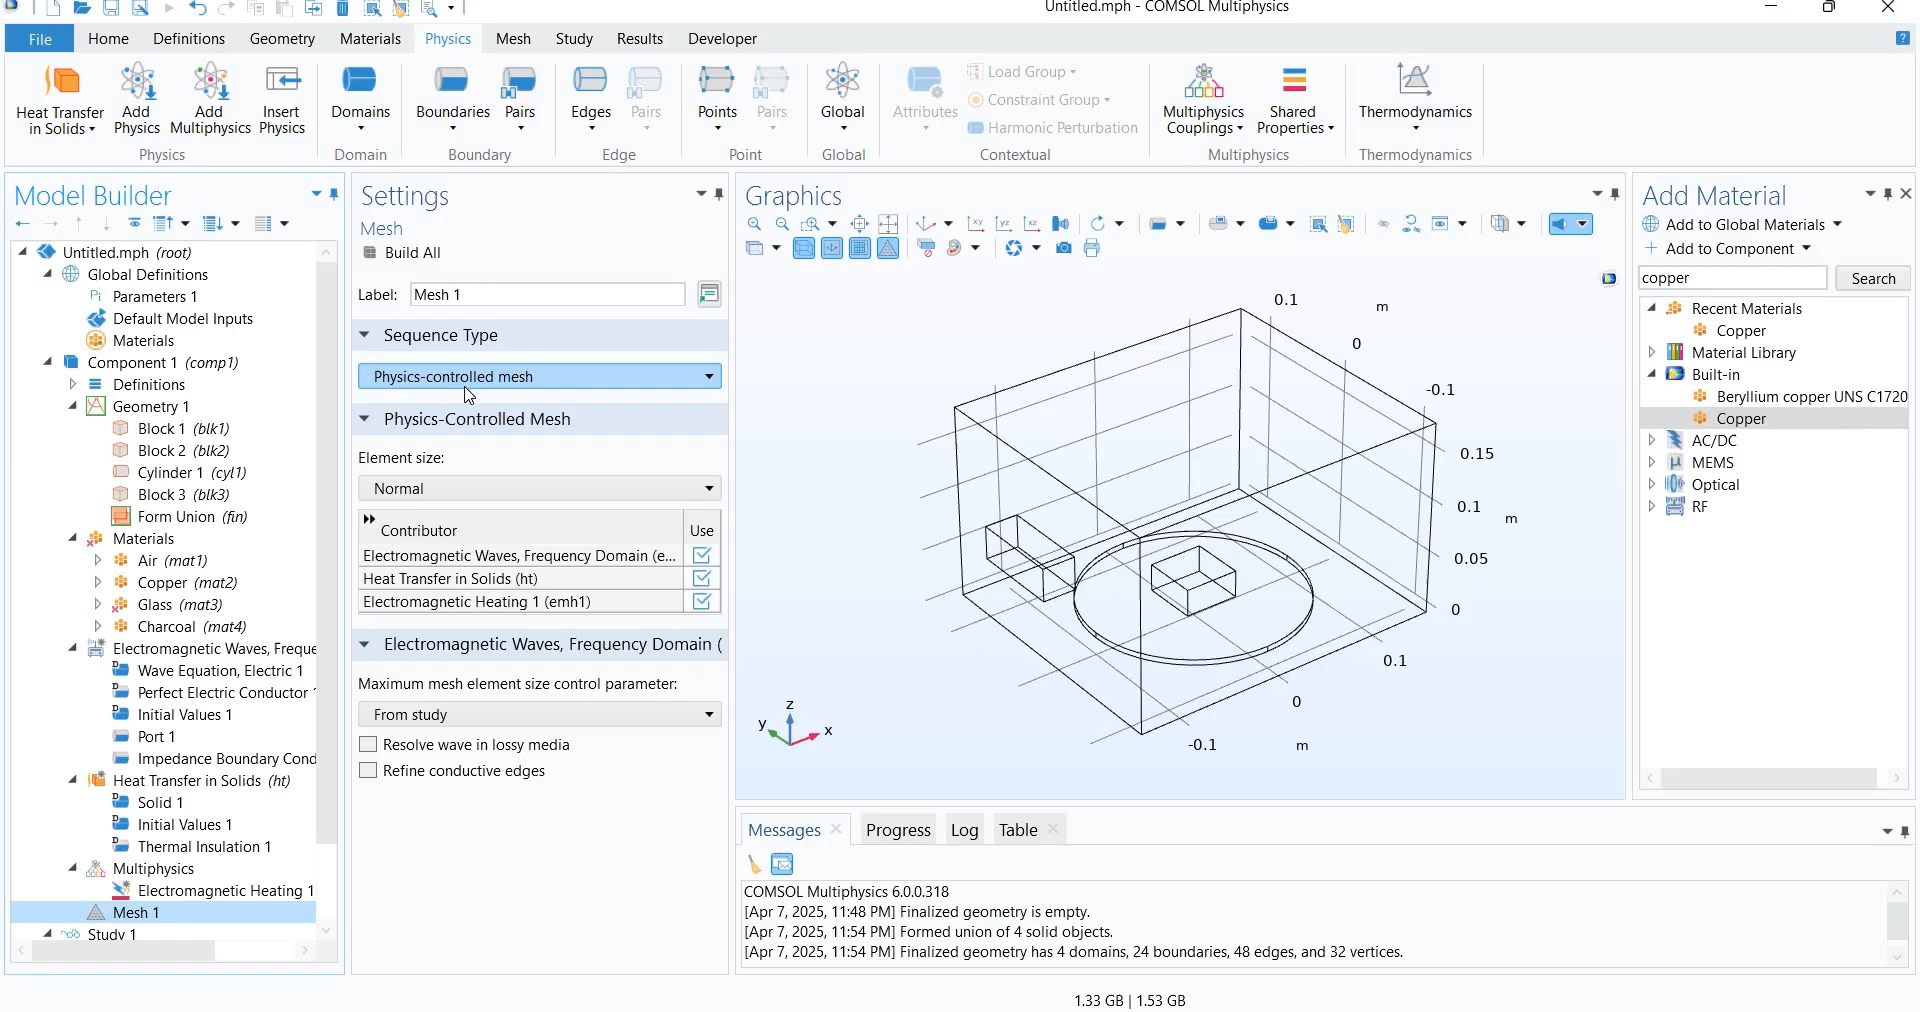 Untitled.mph - COMSOL Multiphysics
File Home Definitions Geometry Materials Physics Mesh Study Results Developer
Heat Transfer in Solids
Add Physics
Add Multiphysics
Insert Physics
Physics
Domains
Domain
Boundaries
Pairs
Boundary
Edges
Pairs
Edge
Points
Pairs
Point
Global
Global
Attributes
Load Group
Constraint Group
Harmonic Perturbation
Contextual
Multiphysics Couplings
Shared Properties
Multiphysics
Thermodynamics
Thermodynamics
Model Builder
Untitled.mph (root)
Global Definitions
Pi Parameters 1
Default Model Inputs
Materials
Component 1 (comp1)
Definitions
Geometry 1
Block 1 (blk1)
Block 2 (blk2)
Cylinder 1 (cyl1)
Block 3 (blk3)
Form Union (fin)
Materials
Air (mat1)
Copper (mat2)
Glass (mat3)
Charcoal (mat4)
Electromagnetic Waves, Freque
Wave Equation, Electric 1
Perfect Electric Conductor
Initial Values 1
Port 1
Impedance Boundary Cond
Heat Transfer in Solids (ht)
Solid 1
Initial Values 1
Thermal Insulation 1
Multiphysics
Electromagnetic Heating 1
Mesh 1
Study 1
Settings
Mesh
Build All
Label: Mesh 1
Sequence Type
Physics-controlled mesh
Physics-Controlled Mesh
Element size:
Normal
Contributor Use
Electromagnetic Waves, Frequency Domain (e...
Heat Transfer in Solids (ht)
Electromagnetic Heating 1 (emh1)
Electromagnetic Waves, Frequency Domain (
Maximum mesh element size control parameter:
From study
Resolve wave in lossy media
Refine conductive edges
Graphics
0.1
m
0
-0.1
0.15
0.1
m
0.05
0
0.1
0
-0.1
m
z
y
x
Messages Progress Log Table
COMSOL Multiphysics 6.0.0.318
[Apr 7, 2025, 11:48 PM] Finalized geometry is empty.
[Apr 7, 2025, 11:54 PM] Formed union of 4 solid objects.
[Apr 7, 2025, 11:54 PM] Finalized geometry has 4 domains, 24 boundaries, 48 edges, and 32 vertices.
Add Material
Add to Global Materials
Add to Component
copper Search
Recent Materials
Copper
Material Library
Built-in
Beryllium copper UNS C1720
Copper
AC/DC
MEMS
Optical
RF
1.33 GB | 1.53 GB